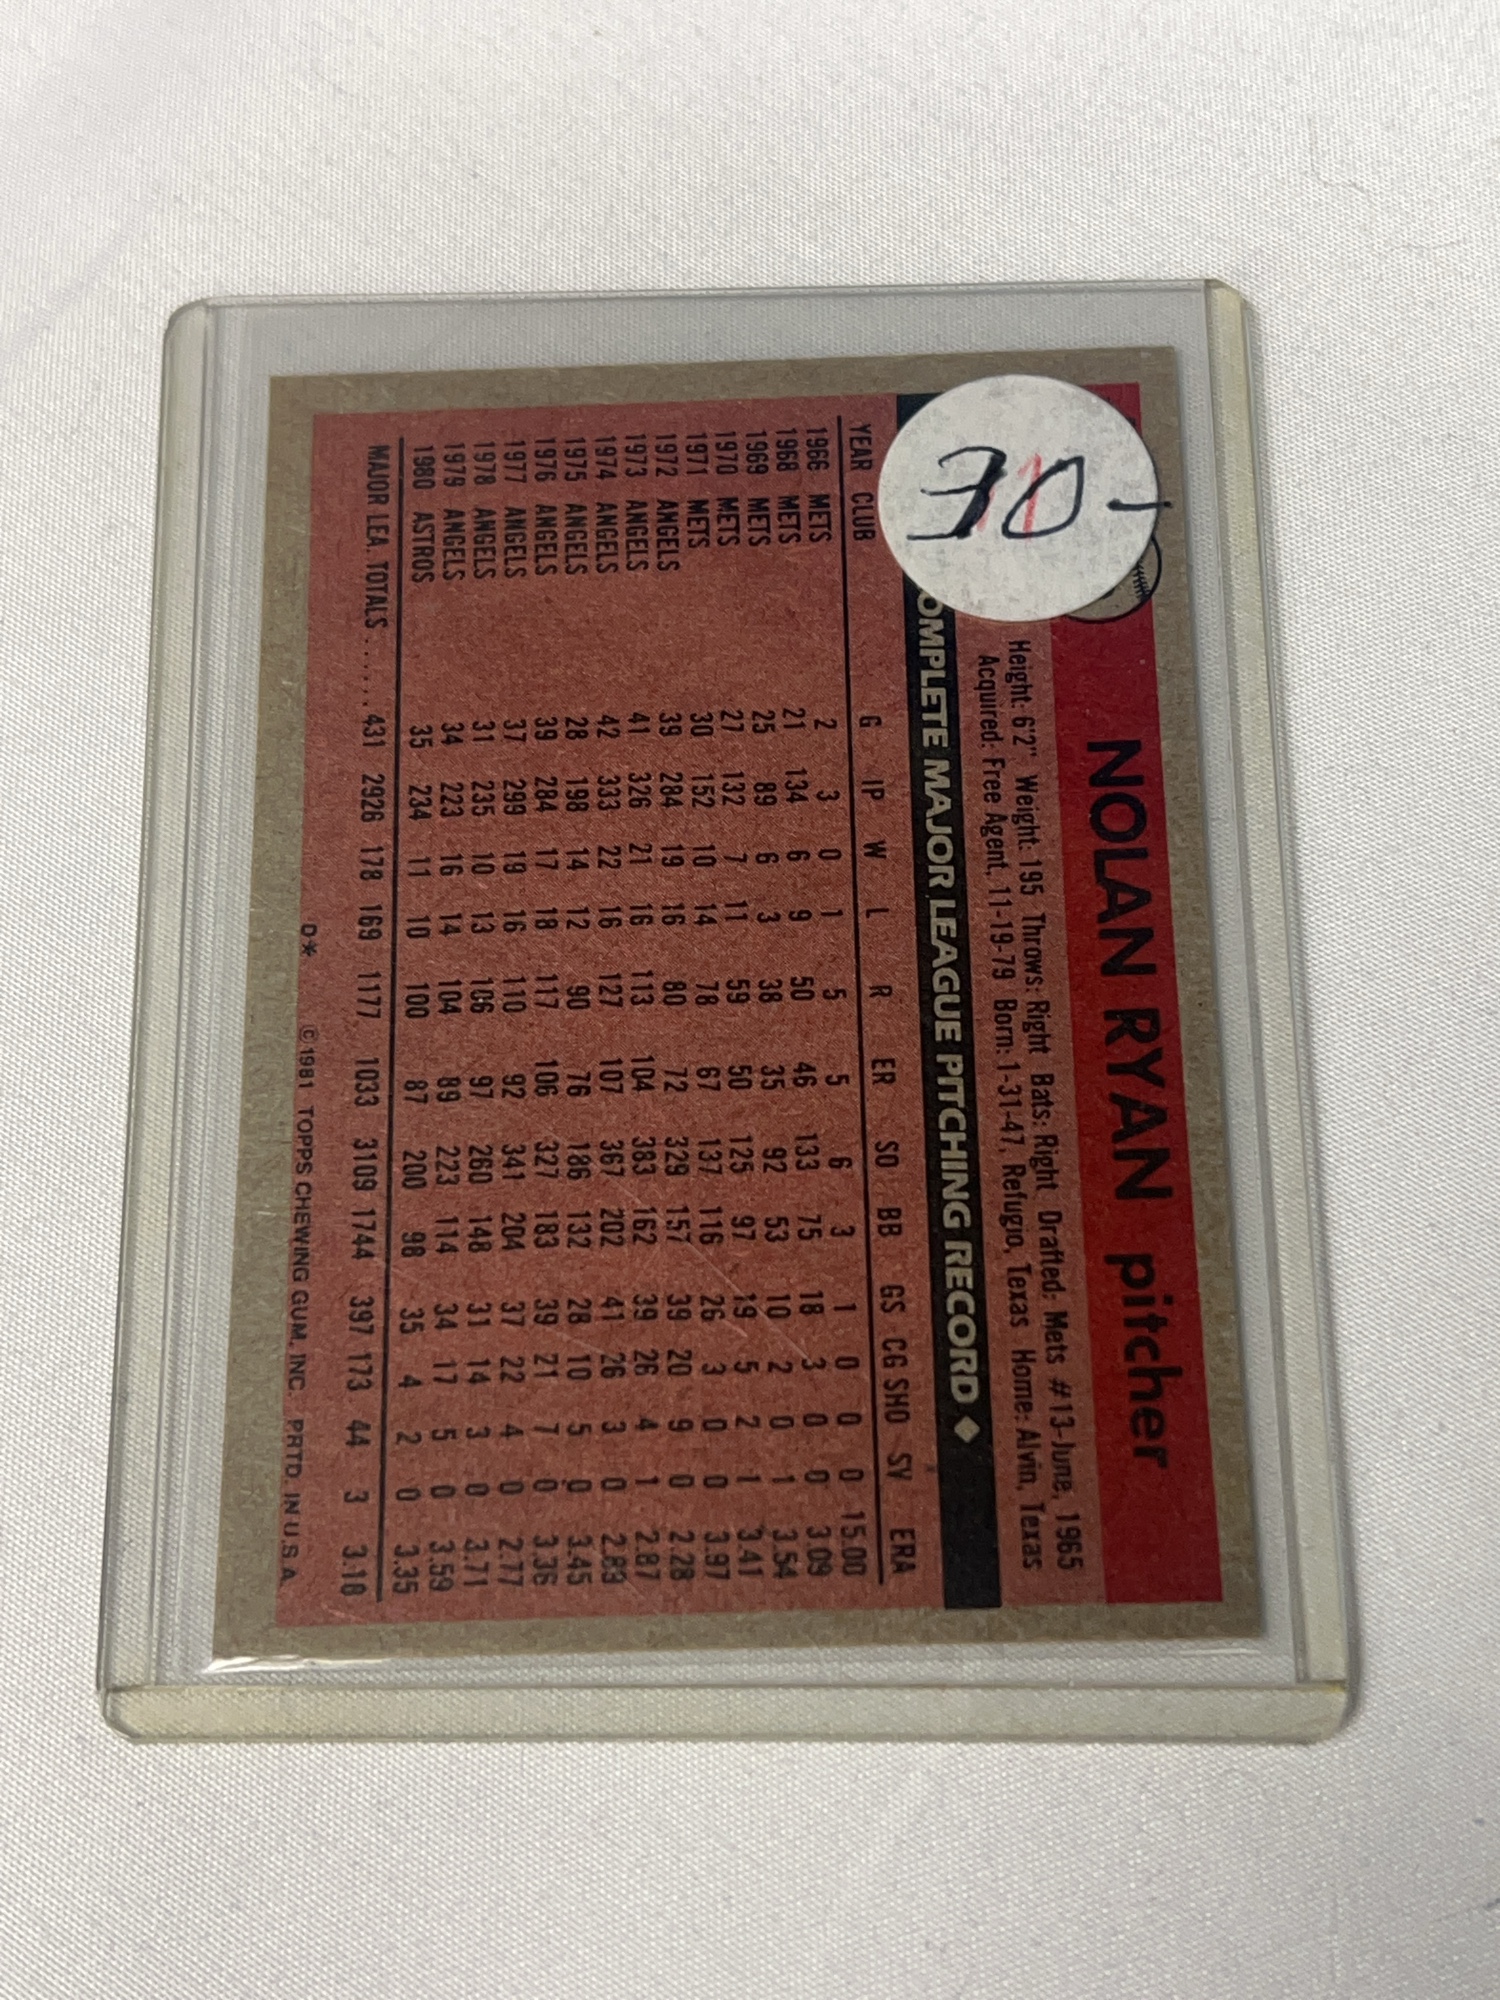 30-
NOLAN RYAN pitcher
Height: 6'2" Weight: 195 Throws: Right Bats: Right Drafted: Mets #13-June, 1965
Acquired: Free Agent, 11-19-79 Born: 1-31-47, Refugio, Texas Home: Alvin, Texas
OMPLETE MAJOR LEAGUE PITCHING RECORD ◆
YEAR CLUB G IP W L R ER SO BB GS CG SHO SV ERA
1966 METS 2 3 0 1 5 5 6 3 1 0 0 0 15.00
1968 METS 21 134 6 9 50 46 133 75 18 3 0 0 3.09
1969 METS 25 89 6 3 38 35 92 53 10 2 0 1 3.54
1970 METS 27 132 7 11 59 50 125 97 19 5 2 1 3.41
1971 METS 30 152 10 14 78 67 137 116 26 3 0 0 3.97
1972 ANGELS 39 284 19 16 80 72 329 157 39 20 9 0 2.28
1973 ANGELS 41 326 21 16 113 104 383 162 39 26 4 1 2.87
1974 ANGELS 42 333 22 16 127 107 367 202 41 26 3 0 2.89
1975 ANGELS 28 198 14 12 90 76 186 132 28 10 5 0 3.45
1976 ANGELS 39 284 17 18 117 106 327 183 39 21 7 0 3.36
1977 ANGELS 37 299 19 16 110 92 341 204 37 22 4 0 2.77
1978 ANGELS 31 235 10 13 106 97 260 148 31 14 3 0 3.71
1979 ANGELS 34 223 16 14 104 89 223 114 34 17 5 0 3.59
1980 ASTROS 35 234 11 10 100 87 200 98 35 4 2 0 3.35
MAJOR LEA. TOTALS ....... 431 2926 178 169 1177 1033 3109 1744 397 173 44 3 3.18
D* © 1981 TOPPS CHEWING GUM, INC. PRTD. IN U.S.A.